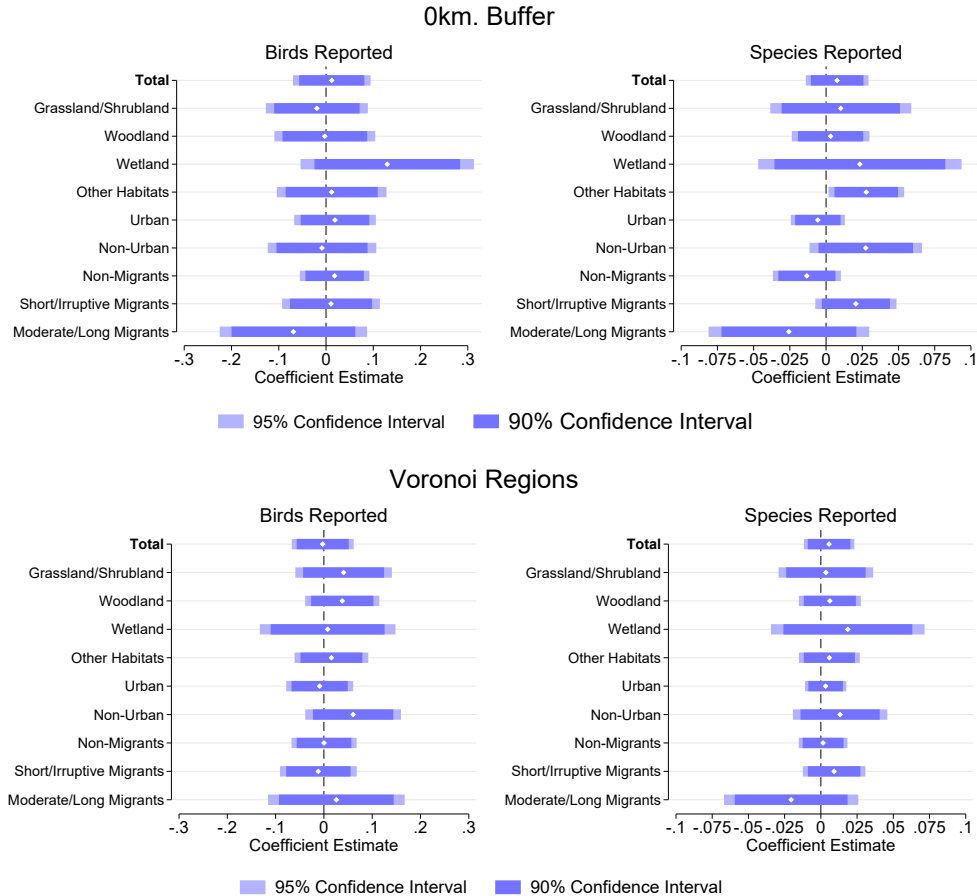 0km. Buffer
Birds Reported
Total
Grassland/Shrubland
Woodland
Wetland
Other Habitats
Urban
Non-Urban
Non-Migrants
Short/Irruptive Migrants
Moderate/Long Migrants
-.3 -.2 -.1 0 .1 .2 .3
Coefficient Estimate
Species Reported
Total
Grassland/Shrubland
Woodland
Wetland
Other Habitats
Urban
Non-Urban
Non-Migrants
Short/Irruptive Migrants
Moderate/Long Migrants
-.1 -.075 -.05 -.025 0 .025 .05 .075 .1
Coefficient Estimate
95% Confidence Interval 90% Confidence Interval
Voronoi Regions
Birds Reported
Total
Grassland/Shrubland
Woodland
Wetland
Other Habitats
Urban
Non-Urban
Non-Migrants
Short/Irruptive Migrants
Moderate/Long Migrants
-.3 -.2 -.1 0 .1 .2 .3
Coefficient Estimate
Species Reported
Total
Grassland/Shrubland
Woodland
Wetland
Other Habitats
Urban
Non-Urban
Non-Migrants
Short/Irruptive Migrants
Moderate/Long Migrants
-.1 -.075 -.05 -.025 0 .025 .05 .075 .1
Coefficient Estimate
95% Confidence Interval 90% Confidence Interval